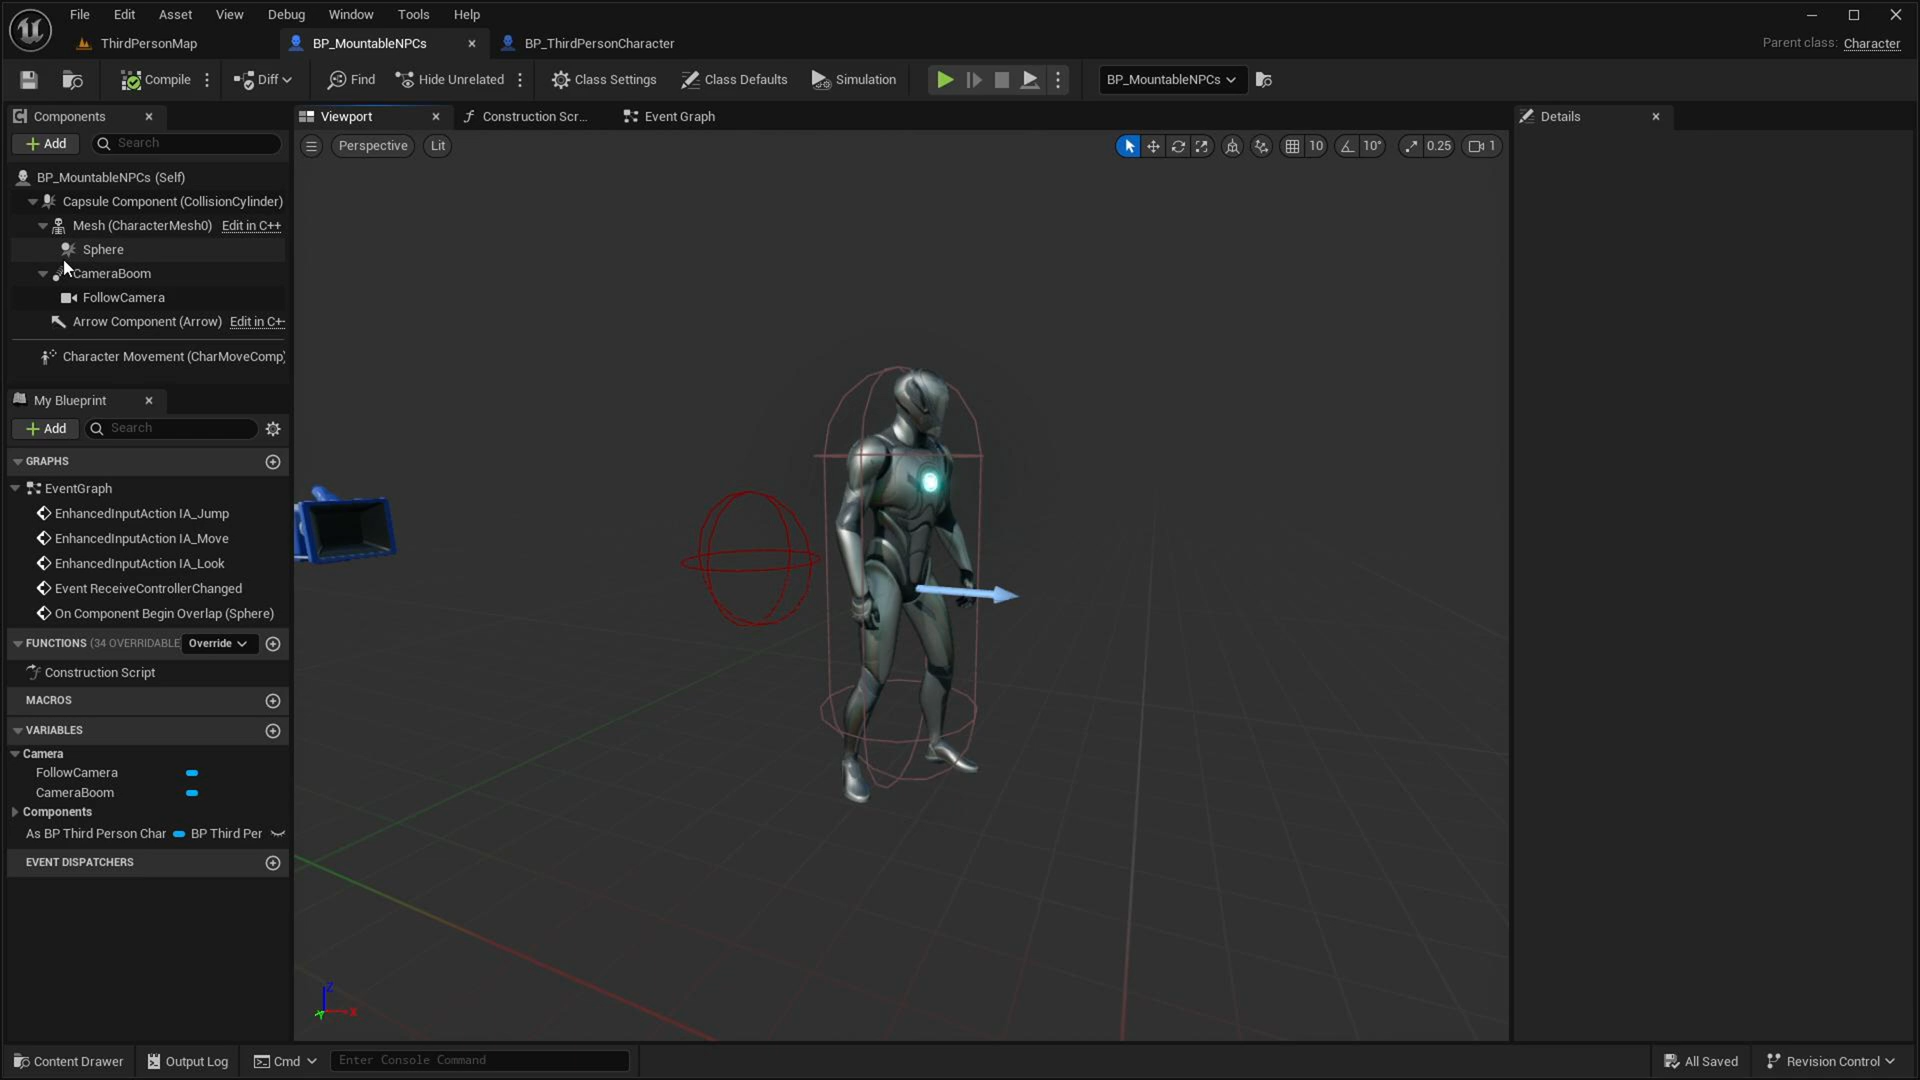 File Edit Asset View Debug Window Tools Help
ThirdPersonMap BP_MountableNPCs BP_ThirdPersonCharacter Parent class: Character
Compile Diff Find Hide Unrelated Class Settings Class Defaults Simulation BP_MountableNPCs
Components Viewport Construction Scr... Event Graph Details
Add Search Perspective Lit 10 10° 0.25 1
BP_MountableNPCs (Self)
Capsule Component (CollisionCylinder)
Mesh (CharacterMesh0) Edit in C++
Sphere
CameraBoom
FollowCamera
Arrow Component (Arrow) Edit in C+
Character Movement (CharMoveComp)
My Blueprint
Add Search
GRAPHS
EventGraph
EnhancedInputAction IA_Jump
EnhancedInputAction IA_Move
EnhancedInputAction IA_Look
Event ReceiveControllerChanged
On Component Begin Overlap (Sphere)
FUNCTIONS (34 OVERRIDABLE Override
Construction Script
MACROS
VARIABLES
Camera
FollowCamera
CameraBoom
Components
As BP Third Person Char BP Third Per
EVENT DISPATCHERS
Z
X
Y
Content Drawer Output Log Cmd Enter Console Command All Saved Revision Control